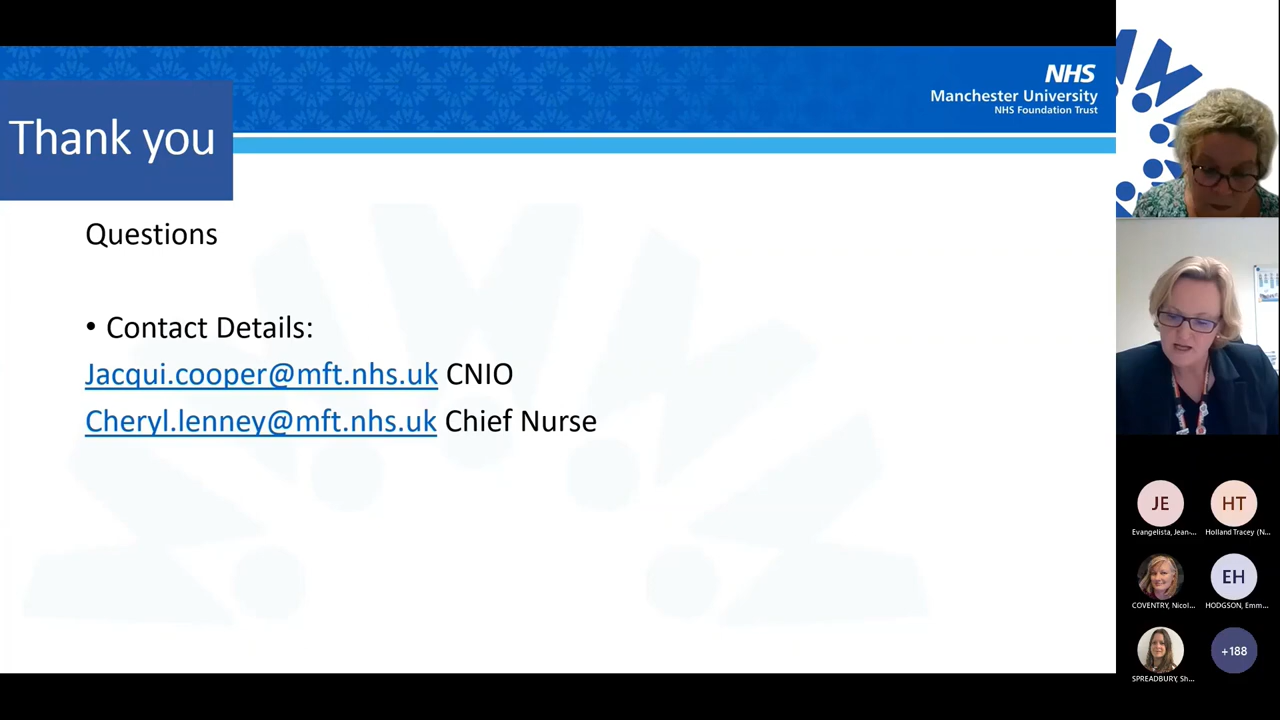 NHS
Manchester University
NHS Foundation Trust
Thank you
Questions
• Contact Details:
Jacqui.cooper@mft.nhs.uk CNIO
Cheryl.lenney@mft.nhs.uk Chief Nurse
JE
HT
Evangelista, Jean-...
Holland Tracey (N...
EH
COVENTRY, Nicol...
HODGSON, Emm...
+188
SPREADBURY, Sh...